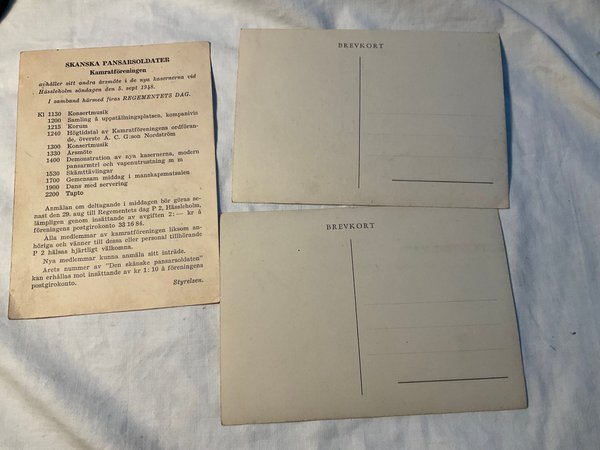 SKANSKA PANSARSOLDATER
Kamratföreningen
avhåller sitt andra årsmöte i de nya kasernerna vid
Hässleholm söndagen den 5. sept 1948.
I samband härmed firas REGEMENTETS DAG.
Kl 1130 Konsertmusik
1200 Samling å uppställningsplatsen, kompanivis
1215 Korum
1240 Högtidstal av Kamratföreningens ordföran-
de, överste A. C. G:son Nordström
1300 Konsertmusik
1330 Årsmöte
1400 Demonstration av nya kasernerna, modern
pansarmtrl och vapenutrustning m m
1530 Skämttävlingar
1700 Gemensam middag i manskapsmatsalen
1900 Dans med servering
2200 Tapto
Anmälan om deltagande i middagen bör göras se-
nast den 29. aug till Regementets dag P 2, Hässleholm,
lämpligen genom insättande av avgiften 2:— kr å
föreningens postgirokonto 33 16 84.
Alla medlemmar av kamratföreningen liksom an-
höriga och vänner till dessa eller personal tillhörande
P 2 hälsas hjärtligt välkomna.
Nya medlemmar kunna anmäla sitt inträde.
Årets nummer av "Den skånske pansarsoldaten"
kan erhållas mot insättande av kr 1:10 å föreningens
postgirokonto.
Styrelsen.
BREVKORT
BREVKORT